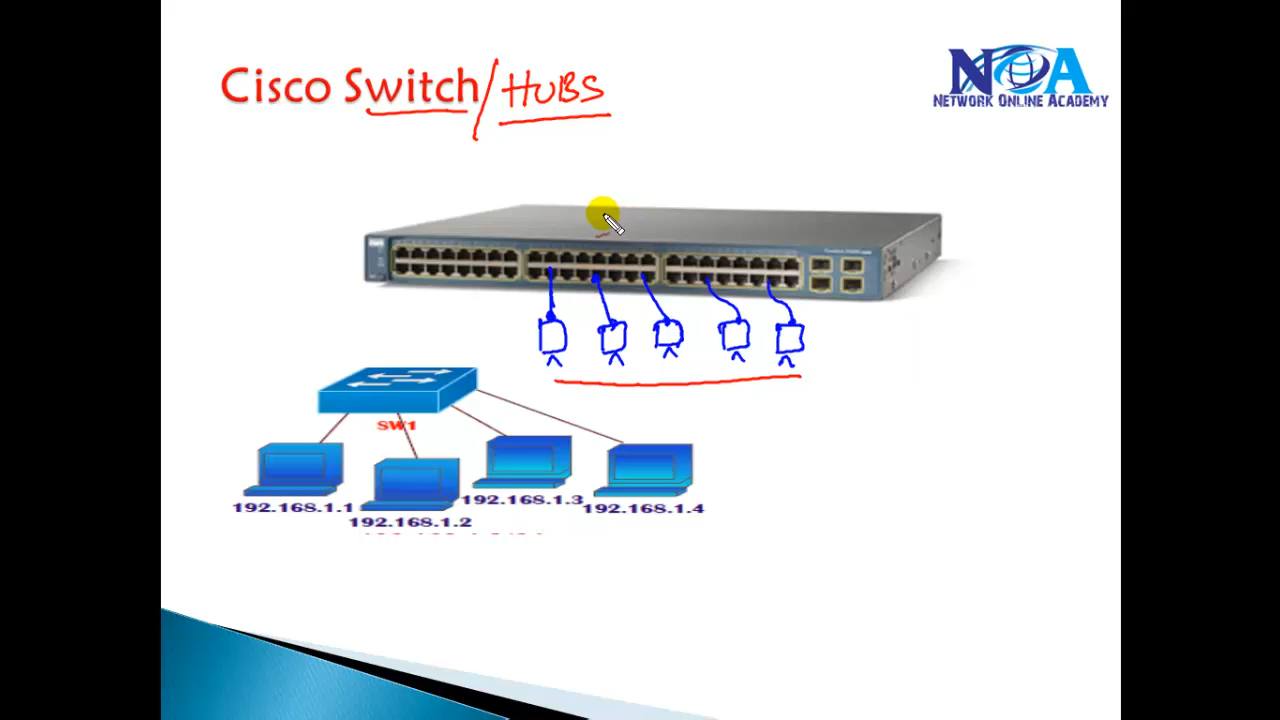 Cisco Switch/HUBS
NOA
NETWORK ONLINE ACADEMY
SW1
192.168.1.1
192.168.1.2
192.168.1.3
192.168.1.4